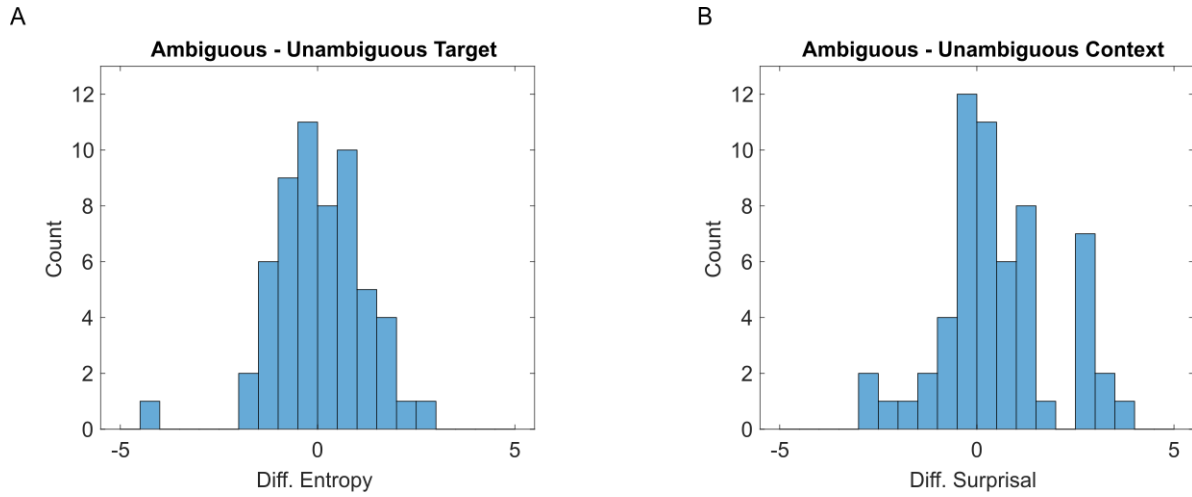 A
Ambiguous - Unambiguous Target
12
10
8
6
4
2
0
Count
-5 0 5
Diff. Entropy
B
Ambiguous - Unambiguous Context
12
10
8
6
4
2
0
Count
-5 0 5
Diff. Surprisal